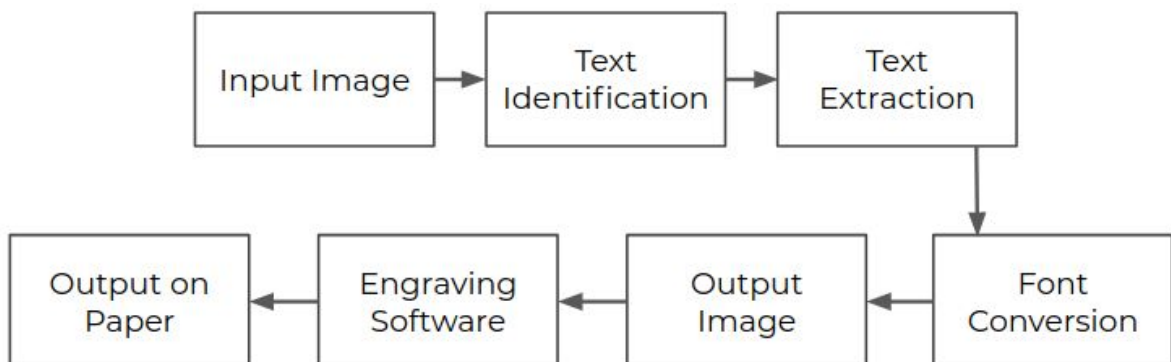 Input Image
Text
Identification
Text
Extraction
Font
Conversion
Output
Image
Engraving
Software
Output on
Paper